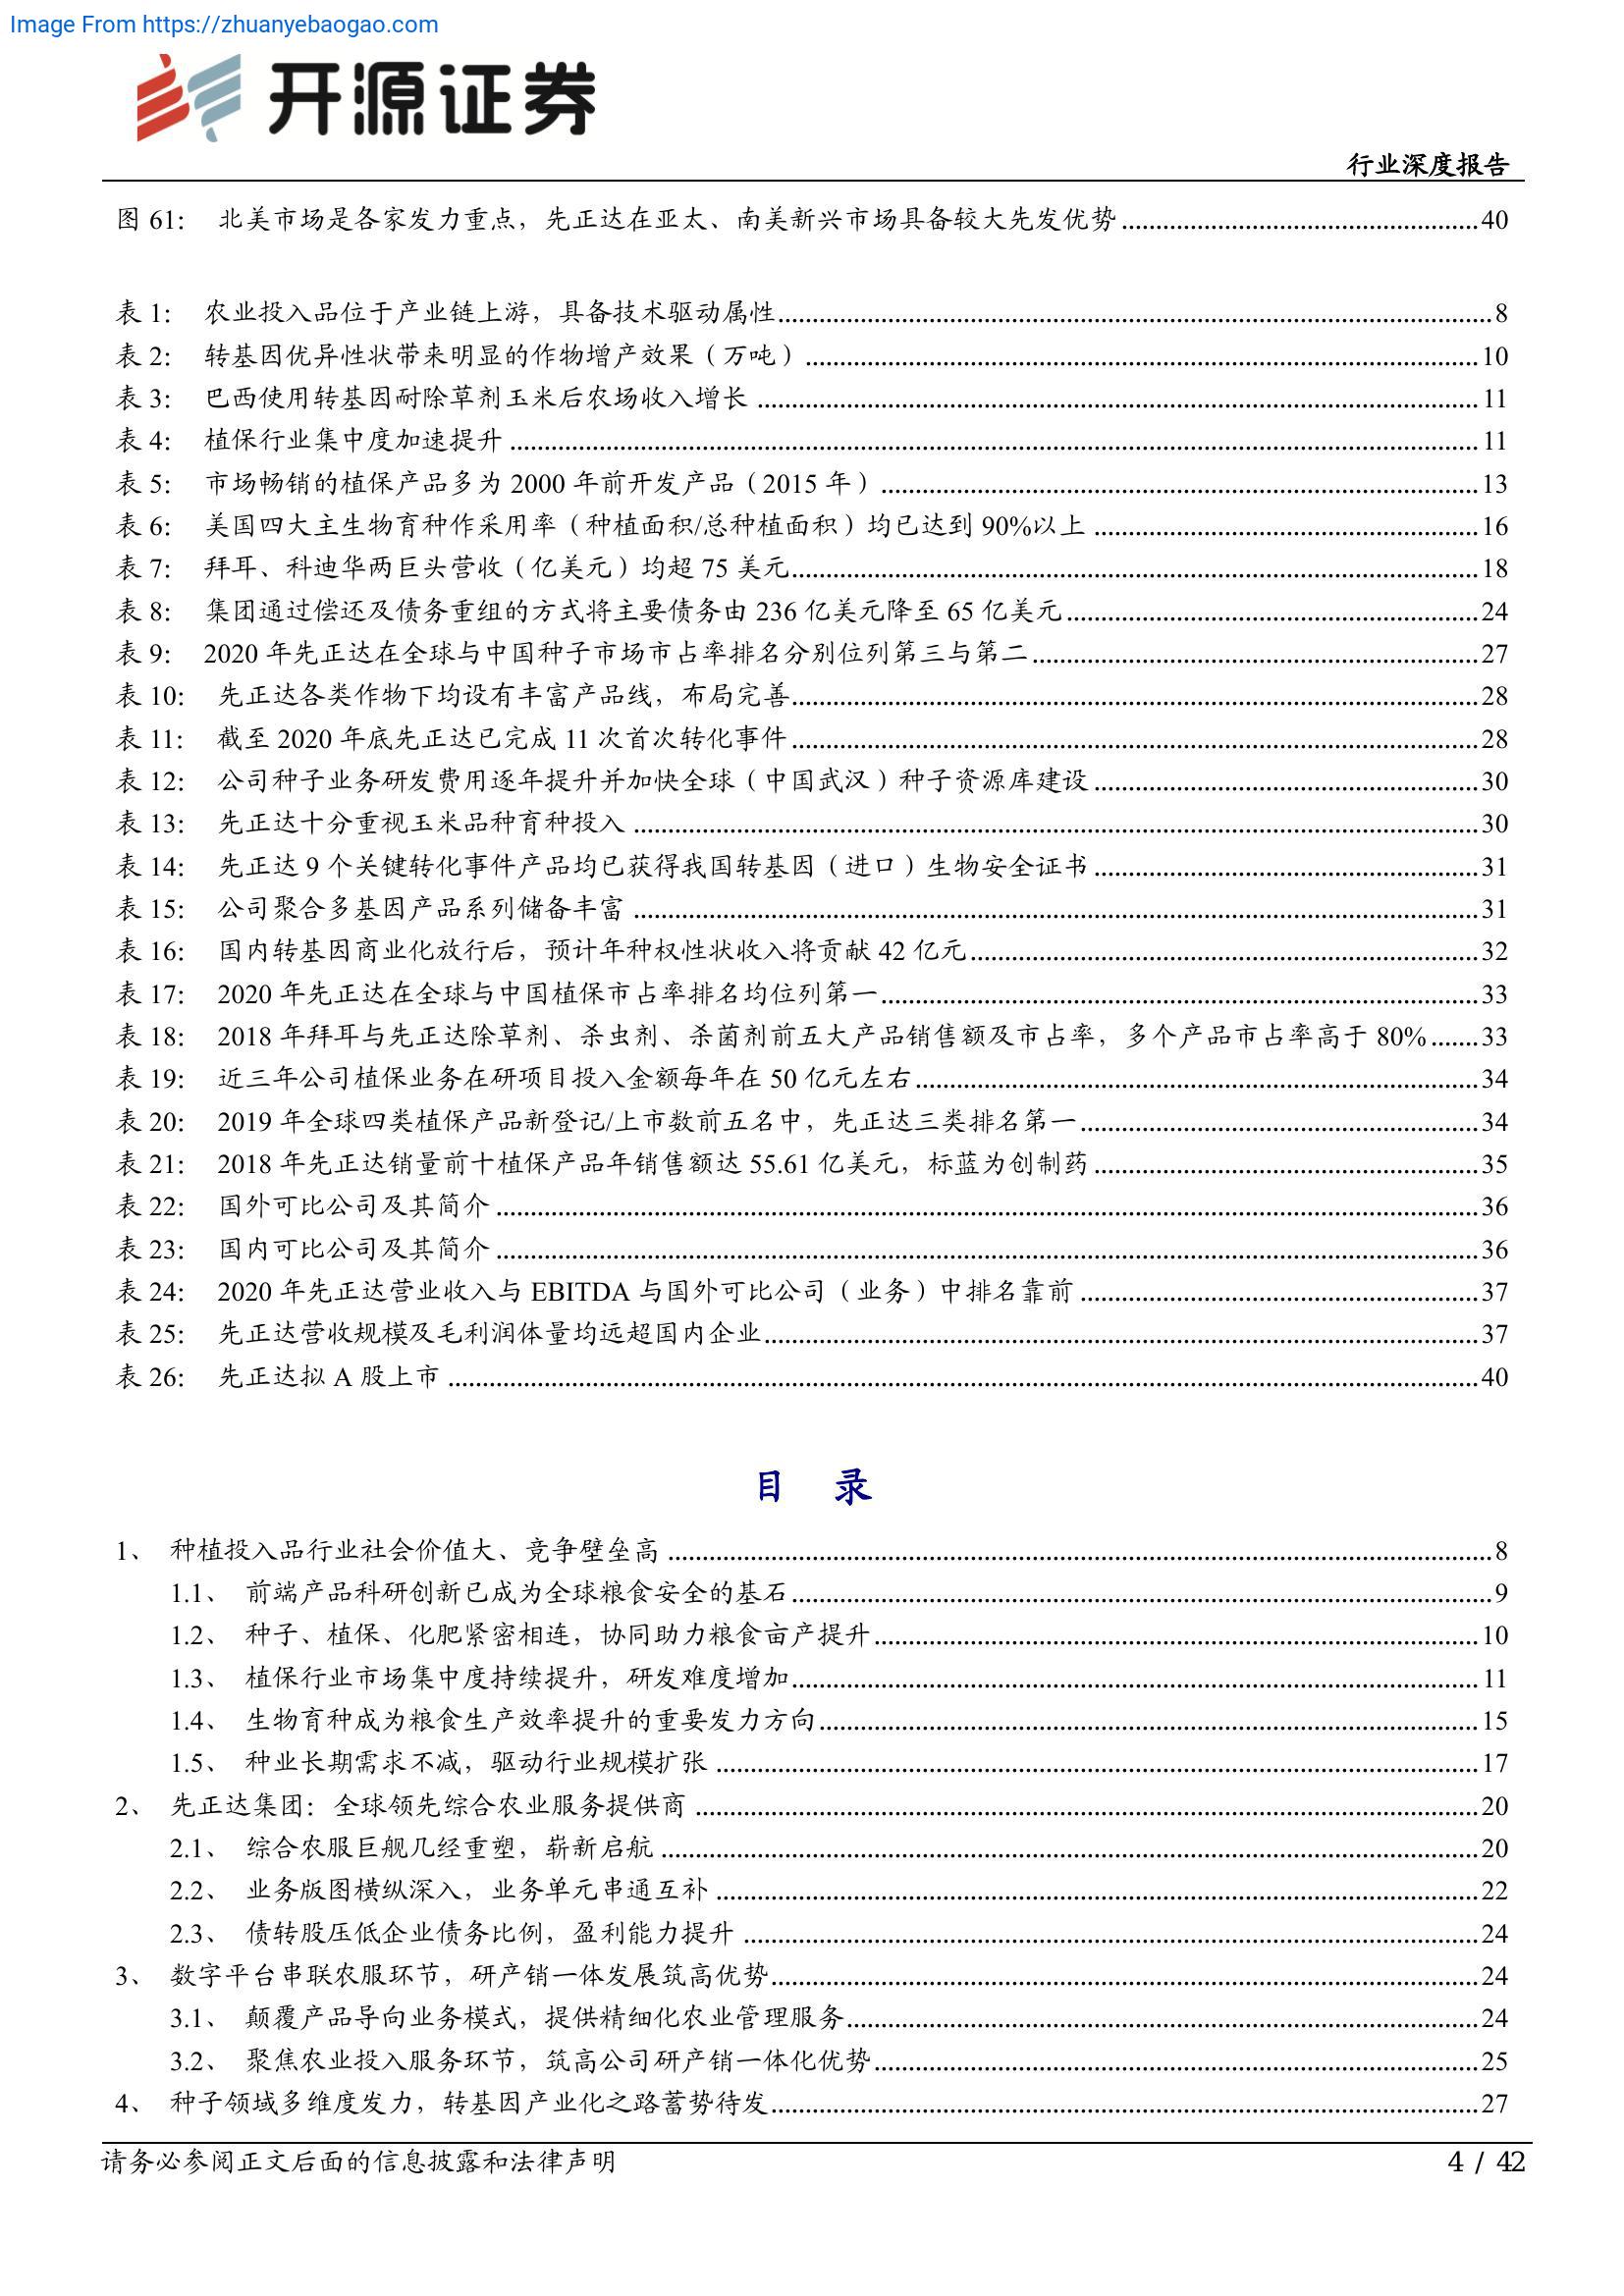 Image From https://zhuanyebaogao.com
开源证券
行业深度报告
图 61： 北美市场是各家发力重点，先正达在亚太、南美新兴市场具备较大先发优势 ....................................................40
表 1： 农业投入品位于产业链上游，具备技术驱动属性....................................................8
表 2： 转基因优异性状带来明显的作物增产效果（万吨） ....................................................10
表 3： 巴西使用转基因耐除草剂玉米后农场收入增长 ....................................................11
表 4： 植保行业集中度加速提升 ....................................................11
表 5： 市场畅销的植保产品多为 2000 年前开发产品（2015 年） ....................................................13
表 6： 美国四大主生物育种作采用率（种植面积/总种植面积）均已达到 90%以上 ....................................................16
表 7： 拜耳、科迪华两巨头营收（亿美元）均超 75 美元....................................................18
表 8： 集团通过偿还及债务重组的方式将主要债务由 236 亿美元降至 65 亿美元....................................................24
表 9： 2020 年先正达在全球与中国种子市场市占率排名分别位列第三与第二....................................................27
表 10： 先正达各类作物下均设有丰富产品线，布局完善....................................................28
表 11： 截至 2020 年底先正达已完成 11 次首次转化事件....................................................28
表 12： 公司种子业务研发费用逐年提升并加快全球（中国武汉）种子资源库建设 ....................................................30
表 13： 先正达十分重视玉米品种育种投入 ....................................................30
表 14： 先正达 9 个关键转化事件产品均已获得我国转基因（进口）生物安全证书 ....................................................31
表 15： 公司聚合多基因产品系列储备丰富 ....................................................31
表 16： 国内转基因商业化放行后，预计年种权性状收入将贡献 42 亿元....................................................32
表 17： 2020 年先正达在全球与中国植保市占率排名均位列第一....................................................33
表 18： 2018 年拜耳与先正达除草剂、杀虫剂、杀菌剂前五大产品销售额及市占率，多个产品市占率高于 80%.......33
表 19： 近三年公司植保业务在研项目投入金额每年在 50 亿元左右....................................................34
表 20： 2019 年全球四类植保产品新登记/上市数前五名中，先正达三类排名第一....................................................34
表 21： 2018 年先正达销量前十植保产品年销售额达 55.61 亿美元，标蓝为创制药....................................................35
表 22： 国外可比公司及其简介 ....................................................36
表 23： 国内可比公司及其简介 ....................................................36
表 24： 2020 年先正达营业收入与 EBITDA 与国外可比公司（业务）中排名靠前 ....................................................37
表 25： 先正达营收规模及毛利润体量均远超国内企业....................................................37
表 26： 先正达拟 A 股上市 ....................................................40
目 录
1、 种植投入品行业社会价值大、竞争壁垒高 ....................................................8
1.1、 前端产品科研创新已成为全球粮食安全的基石....................................................9
1.2、 种子、植保、化肥紧密相连，协同助力粮食亩产提升....................................................10
1.3、 植保行业市场集中度持续提升，研发难度增加....................................................11
1.4、 生物育种成为粮食生产效率提升的重要发力方向....................................................15
1.5、 种业长期需求不减，驱动行业规模扩张 ....................................................17
2、 先正达集团：全球领先综合农业服务提供商 ....................................................20
2.1、 综合农服巨舰几经重塑，崭新启航 ....................................................20
2.2、 业务版图横纵深入，业务单元串通互补 ....................................................22
2.3、 债转股压低企业债务比例，盈利能力提升 ....................................................24
3、 数字平台串联农服环节，研产销一体发展筑高优势....................................................24
3.1、 颠覆产品导向业务模式，提供精细化农业管理服务....................................................24
3.2、 聚焦农业投入服务环节，筑高公司研产销一体化优势....................................................25
4、 种子领域多维度发力，转基因产业化之路蓄势待发....................................................27
请务必参阅正文后面的信息披露和法律声明
4 / 42